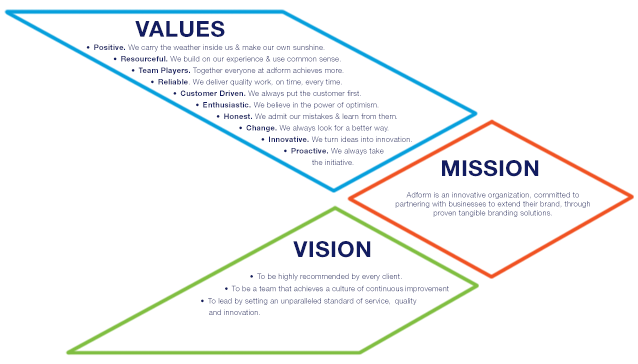 VALUES
• Positive. We carry the weather inside us & make our own sunshine.
• Resourceful. We build on our experience & use common sense.
• Team Players. Together everyone at adform achieves more.
• Reliable. We deliver quality work, on time, every time.
• Customer Driven. We always put the customer first.
• Enthusiastic. We believe in the power of optimism.
• Honest. We admit our mistakes & learn from them.
• Change. We always look for a better way.
• Innovative. We turn ideas into innovation.
• Proactive. We always take
the initiative.
MISSION
Adform is an innovative organization, committed to
partnering with businesses to extend their brand, through
proven tangible branding solutions.
VISION
• To be highly recommended by every client.
• To be a team that achieves a culture of continuous improvement
• To lead by setting an unparalleled standard of service, quality
and innovation.